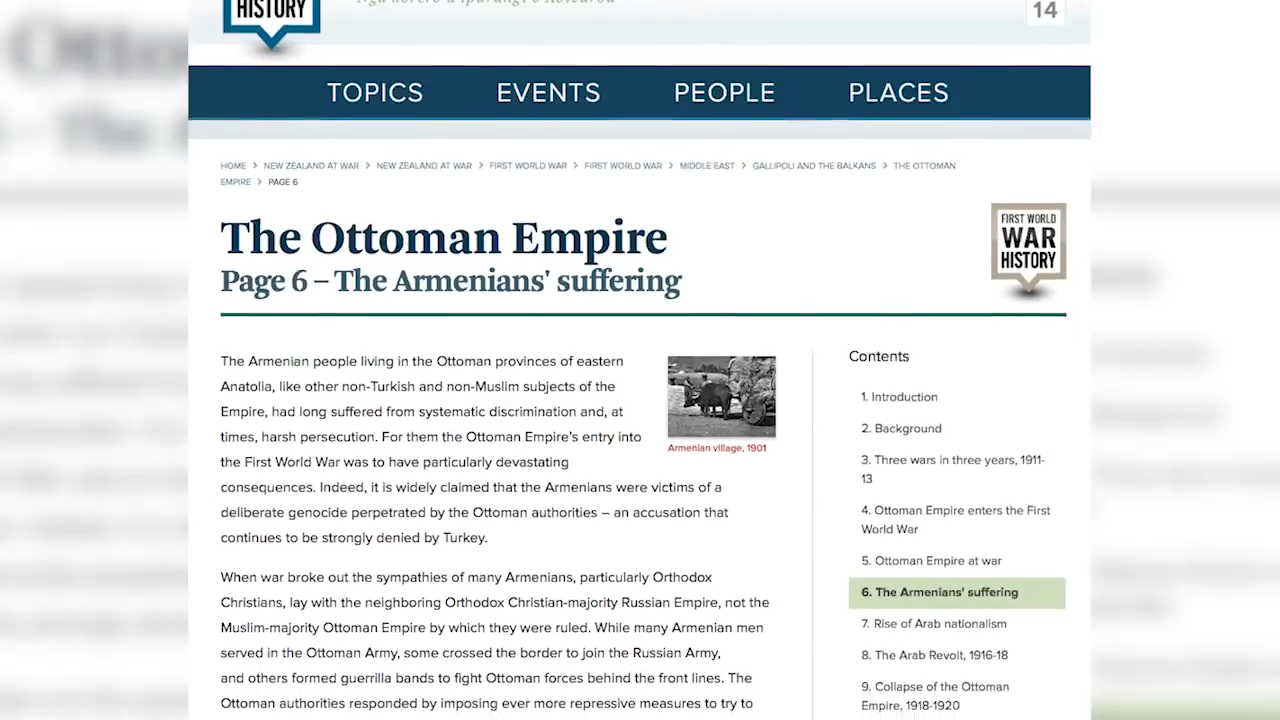 HISTORY
14
TOPICS EVENTS PEOPLE PLACES
HOME > NEW ZEALAND AT WAR > NEW ZEALAND AT WAR > FIRST WORLD WAR > FIRST WORLD WAR > MIDDLE EAST > GALLIPOLI AND THE BALKANS > THE OTTOMAN
EMPIRE > PAGE 6
The Ottoman Empire
Page 6 – The Armenians' suffering
FIRST WORLD
WAR
HISTORY
The Armenian people living in the Ottoman provinces of eastern
Anatolia, like other non-Turkish and non-Muslim subjects of the
Empire, had long suffered from systematic discrimination and, at
times, harsh persecution. For them the Ottoman Empire's entry into
the First World War was to have particularly devastating
consequences. Indeed, it is widely claimed that the Armenians were victims of a
deliberate genocide perpetrated by the Ottoman authorities – an accusation that
continues to be strongly denied by Turkey.
Armenian village, 1901
When war broke out the sympathies of many Armenians, particularly Orthodox
Christians, lay with the neighboring Orthodox Christian-majority Russian Empire, not the
Muslim-majority Ottoman Empire by which they were ruled. While many Armenian men
served in the Ottoman Army, some crossed the border to join the Russian Army,
and others formed guerrilla bands to fight Ottoman forces behind the front lines. The
Ottoman authorities responded by imposing ever more repressive measures to try to
Contents
1. Introduction
2. Background
3. Three wars in three years, 1911-
13
4. Ottoman Empire enters the First
World War
5. Ottoman Empire at war
6. The Armenians' suffering
7. Rise of Arab nationalism
8. The Arab Revolt, 1916-18
9. Collapse of the Ottoman
Empire, 1918-1920